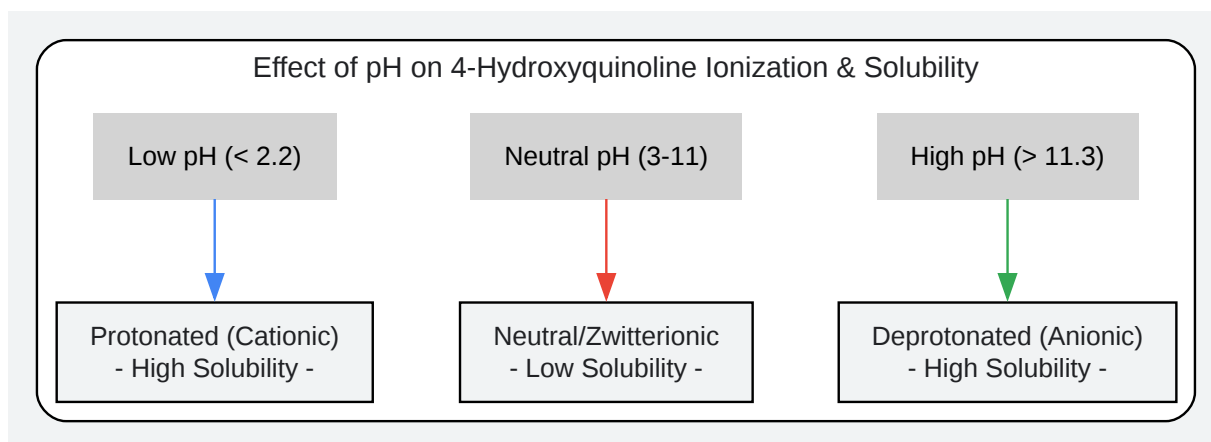 Effect of pH on 4-Hydroxyquinoline Ionization & Solubility
Low pH (< 2.2)
Neutral pH (3-11)
High pH (> 11.3)
Protonated (Cationic)
- High Solubility -
Neutral/Zwitterionic
- Low Solubility -
Deprotonated (Anionic)
- High Solubility -